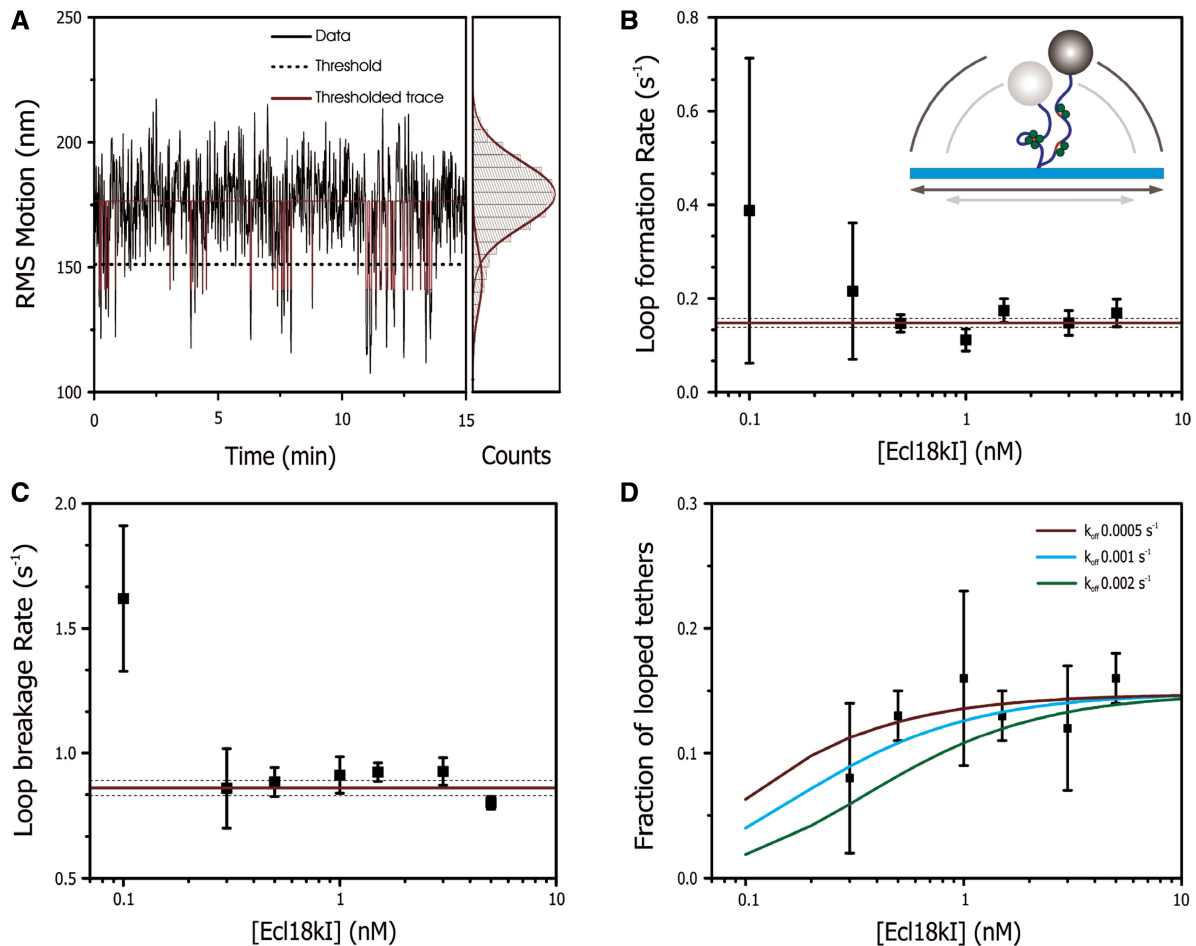 A
250
200
150
100
RMS Motion (nm)
Data
Threshold
Thresholded trace
0
5
10
15
Time (min)
Counts
B
0.8
0.6
0.4
0.2
0.0
Loop formation Rate (s⁻¹)
0.1
1
10
[Ecl18kI] (nM)
C
2.0
1.5
1.0
0.5
Loop breakage Rate (s⁻¹)
0.1
1
10
[Ecl18kI] (nM)
D
0.3
0.2
0.1
0.0
Fraction of looped tethers
k_off 0.0005 s⁻¹
k_off 0.001 s⁻¹
k_off 0.002 s⁻¹
0.1
1
10
[Ecl18kI] (nM)